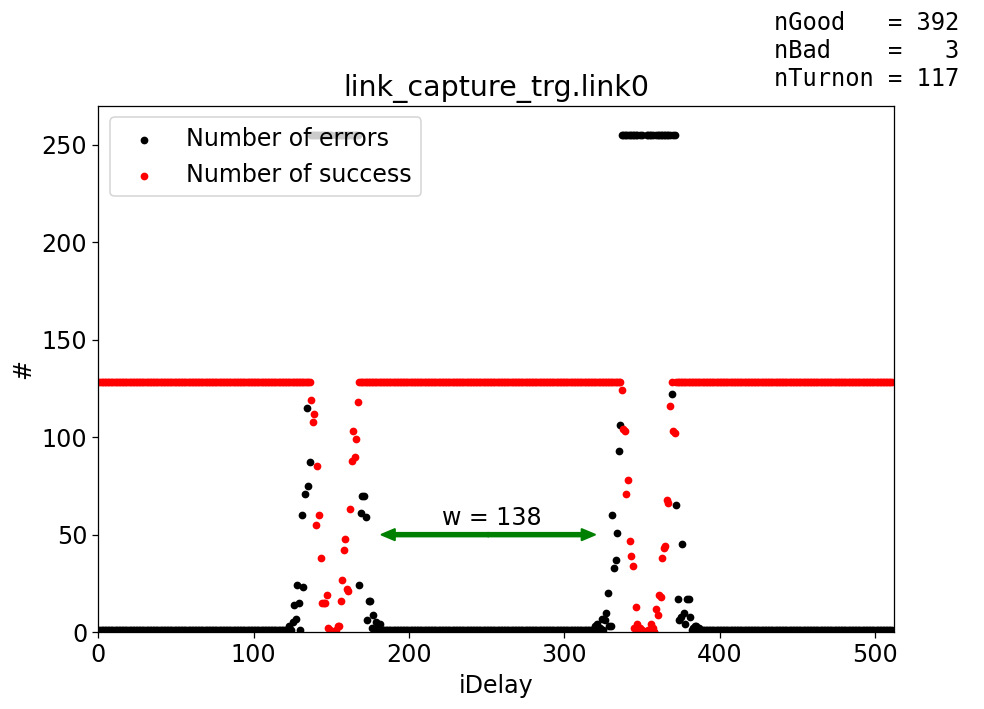 nGood   = 392
nBad    =   3
nTurnon = 117
link_capture_trg.link0
Number of errors
Number of success
w = 138
#
250
200
150
100
50
0
0 100 200 300 400 500
iDelay